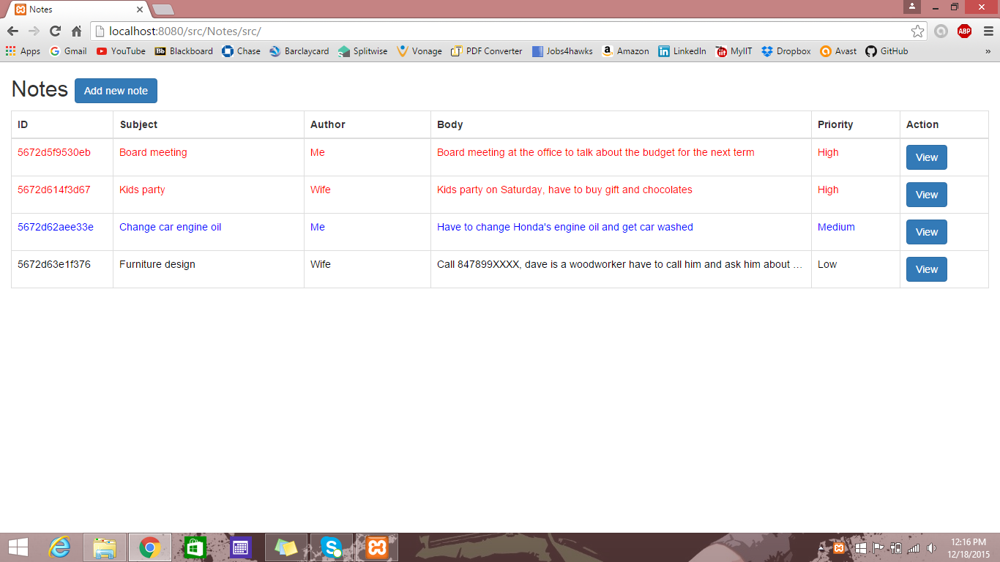 Notes
localhost:8080/src/Notes/src/
ABP
Apps Gmail YouTube Bb Blackboard Chase Barclaycard Splitwise Vonage PDF Converter Jobs4hawks Amazon LinkedIn MyIIT Dropbox Avast GitHub »
Notes Add new note
ID Subject Author Body Priority Action
5672d5f9530eb Board meeting Me Board meeting at the office to talk about the budget for the next term High View
5672d614f3d67 Kids party Wife Kids party on Saturday, have to buy gift and chocolates High View
5672d62aee33e Change car engine oil Me Have to change Honda's engine oil and get car washed Medium View
5672d63e1f376 Furniture design Wife Call 847899XXXX, dave is a woodworker have to call him and ask him about … Low View
12:16 PM
12/18/2015